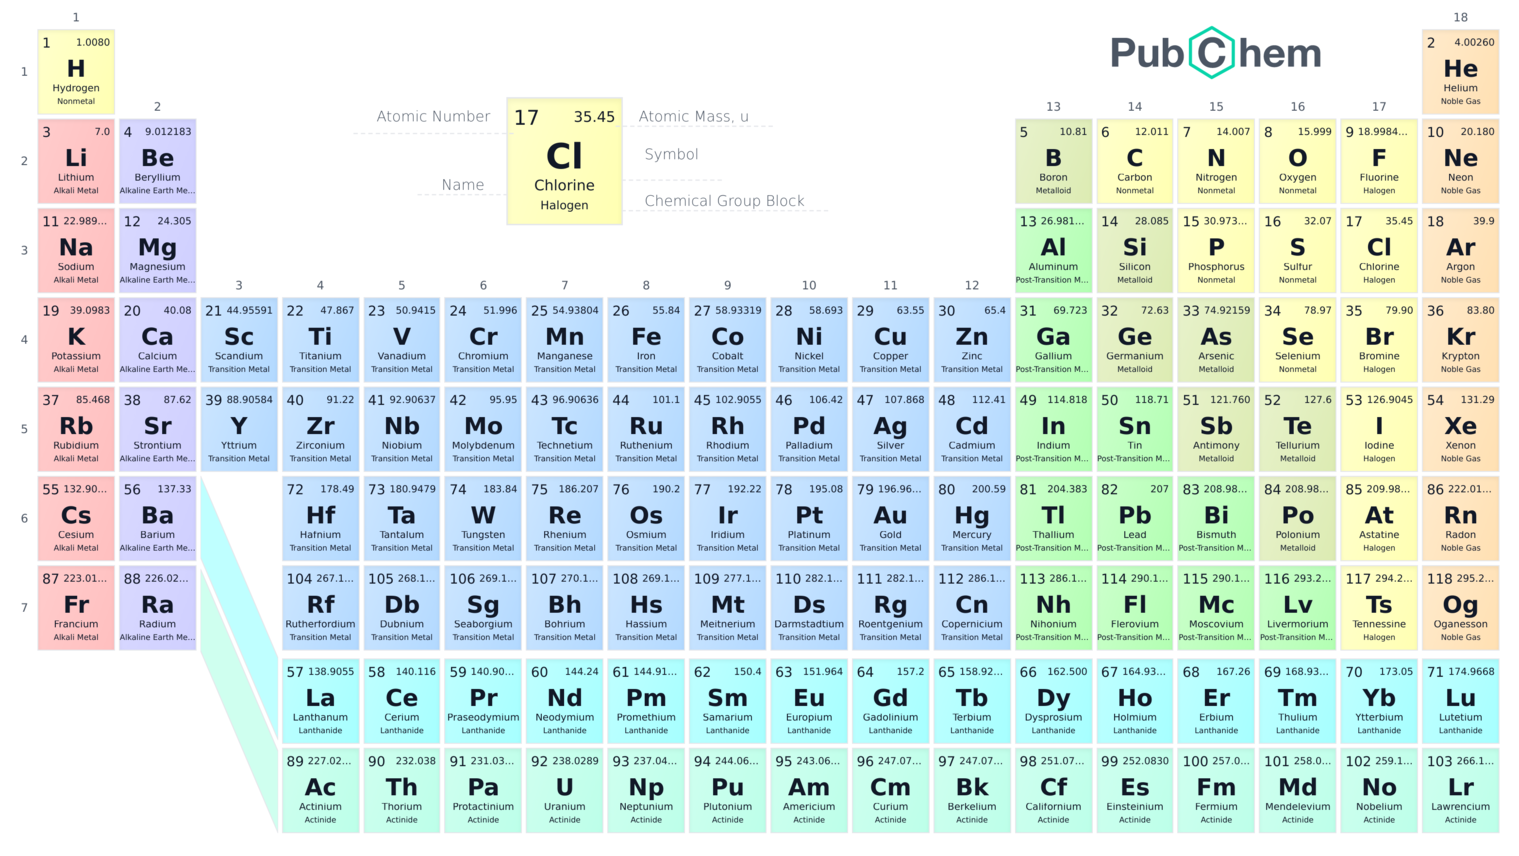 1
18
1 1.0080
H
Hydrogen
Nonmetal
PubChem
2 4.00260
He
Helium
Noble Gas
1
2
13 14 15 16 17
Atomic Number
17 35.45
Cl
Chlorine
Halogen
Atomic Mass, u
Symbol
Name
Chemical Group Block
2
3 7.0
Li
Lithium
Alkali Metal
4 9.012183
Be
Beryllium
Alkaline Earth Me...
5 10.81
B
Boron
Metalloid
6 12.011
C
Carbon
Nonmetal
7 14.007
N
Nitrogen
Nonmetal
8 15.999
O
Oxygen
Nonmetal
9 18.9984...
F
Fluorine
Halogen
10 20.180
Ne
Neon
Noble Gas
3
11 22.989...
Na
Sodium
Alkali Metal
12 24.305
Mg
Magnesium
Alkaline Earth Me...
3 4 5 6 7 8 9 10 11 12
13 26.981...
Al
Aluminum
Post-Transition M...
14 28.085
Si
Silicon
Metalloid
15 30.973...
P
Phosphorus
Nonmetal
16 32.07
S
Sulfur
Nonmetal
17 35.45
Cl
Chlorine
Halogen
18 39.9
Ar
Argon
Noble Gas
4
19 39.0983
K
Potassium
Alkali Metal
20 40.08
Ca
Calcium
Alkaline Earth Me...
21 44.95591
Sc
Scandium
Transition Metal
22 47.867
Ti
Titanium
Transition Metal
23 50.9415
V
Vanadium
Transition Metal
24 51.996
Cr
Chromium
Transition Metal
25 54.93804
Mn
Manganese
Transition Metal
26 55.84
Fe
Iron
Transition Metal
27 58.93319
Co
Cobalt
Transition Metal
28 58.693
Ni
Nickel
Transition Metal
29 63.55
Cu
Copper
Transition Metal
30 65.4
Zn
Zinc
Transition Metal
31 69.723
Ga
Gallium
Post-Transition M...
32 72.63
Ge
Germanium
Metalloid
33 74.92159
As
Arsenic
Metalloid
34 78.97
Se
Selenium
Nonmetal
35 79.90
Br
Bromine
Halogen
36 83.80
Kr
Krypton
Noble Gas
5
37 85.468
Rb
Rubidium
Alkali Metal
38 87.62
Sr
Strontium
Alkaline Earth Me...
39 88.90584
Y
Yttrium
Transition Metal
40 91.22
Zr
Zirconium
Transition Metal
41 92.90637
Nb
Niobium
Transition Metal
42 95.95
Mo
Molybdenum
Transition Metal
43 96.90636
Tc
Technetium
Transition Metal
44 101.1
Ru
Ruthenium
Transition Metal
45 102.9055
Rh
Rhodium
Transition Metal
46 106.42
Pd
Palladium
Transition Metal
47 107.868
Ag
Silver
Transition Metal
48 112.41
Cd
Cadmium
Transition Metal
49 114.818
In
Indium
Post-Transition M...
50 118.71
Sn
Tin
Post-Transition M...
51 121.760
Sb
Antimony
Metalloid
52 127.6
Te
Tellurium
Metalloid
53 126.9045
I
Iodine
Halogen
54 131.29
Xe
Xenon
Noble Gas
6
55 132.90...
Cs
Cesium
Alkali Metal
56 137.33
Ba
Barium
Alkaline Earth Me...
72 178.49
Hf
Hafnium
Transition Metal
73 180.9479
Ta
Tantalum
Transition Metal
74 183.84
W
Tungsten
Transition Metal
75 186.207
Re
Rhenium
Transition Metal
76 190.2
Os
Osmium
Transition Metal
77 192.22
Ir
Iridium
Transition Metal
78 195.08
Pt
Platinum
Transition Metal
79 196.96...
Au
Gold
Transition Metal
80 200.59
Hg
Mercury
Transition Metal
81 204.383
Tl
Thallium
Post-Transition M...
82 207
Pb
Lead
Post-Transition M...
83 208.98...
Bi
Bismuth
Post-Transition M...
84 208.98...
Po
Polonium
Metalloid
85 209.98...
At
Astatine
Halogen
86 222.01...
Rn
Radon
Noble Gas
7
87 223.01...
Fr
Francium
Alkali Metal
88 226.02...
Ra
Radium
Alkaline Earth Me...
104 267.1...
Rf
Rutherfordium
Transition Metal
105 268.1...
Db
Dubnium
Transition Metal
106 269.1...
Sg
Seaborgium
Transition Metal
107 270.1...
Bh
Bohrium
Transition Metal
108 269.1...
Hs
Hassium
Transition Metal
109 277.1...
Mt
Meitnerium
Transition Metal
110 282.1...
Ds
Darmstadtium
Transition Metal
111 282.1...
Rg
Roentgenium
Transition Metal
112 286.1...
Cn
Copernicium
Transition Metal
113 286.1...
Nh
Nihonium
Post-Transition M...
114 290.1...
Fl
Flerovium
Post-Transition M...
115 290.1...
Mc
Moscovium
Post-Transition M...
116 293.2...
Lv
Livermorium
Post-Transition M...
117 294.2...
Ts
Tennessine
Halogen
118 295.2...
Og
Oganesson
Noble Gas
57 138.9055
La
Lanthanum
Lanthanide
58 140.116
Ce
Cerium
Lanthanide
59 140.90...
Pr
Praseodymium
Lanthanide
60 144.24
Nd
Neodymium
Lanthanide
61 144.91...
Pm
Promethium
Lanthanide
62 150.4
Sm
Samarium
Lanthanide
63 151.964
Eu
Europium
Lanthanide
64 157.2
Gd
Gadolinium
Lanthanide
65 158.92...
Tb
Terbium
Lanthanide
66 162.500
Dy
Dysprosium
Lanthanide
67 164.93...
Ho
Holmium
Lanthanide
68 167.26
Er
Erbium
Lanthanide
69 168.93...
Tm
Thulium
Lanthanide
70 173.05
Yb
Ytterbium
Lanthanide
71 174.9668
Lu
Lutetium
Lanthanide
89 227.02...
Ac
Actinium
Actinide
90 232.038
Th
Thorium
Actinide
91 231.03...
Pa
Protactinium
Actinide
92 238.0289
U
Uranium
Actinide
93 237.04...
Np
Neptunium
Actinide
94 244.06...
Pu
Plutonium
Actinide
95 243.06...
Am
Americium
Actinide
96 247.07...
Cm
Curium
Actinide
97 247.07...
Bk
Berkelium
Actinide
98 251.07...
Cf
Californium
Actinide
99 252.0830
Es
Einsteinium
Actinide
100 257.0...
Fm
Fermium
Actinide
101 258.0...
Md
Mendelevium
Actinide
102 259.1...
No
Nobelium
Actinide
103 266.1...
Lr
Lawrencium
Actinide